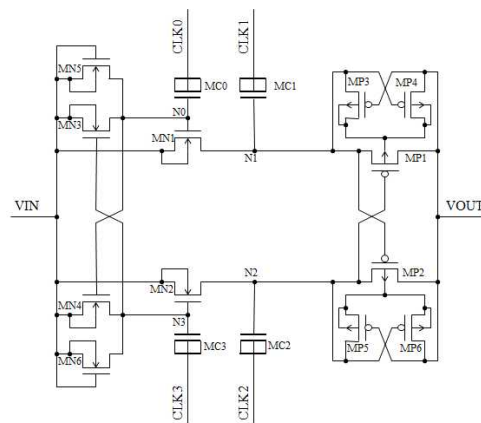 CLK0
CLK1
MN5
MP3
MP4
MC0
MC1
MN3
N0
MN1
N1
MP1
VIN
VOUT
MN2
N2
MP2
MN4
N3
MC3
MC2
MP5
MP6
MN6
CLK3
CLK2